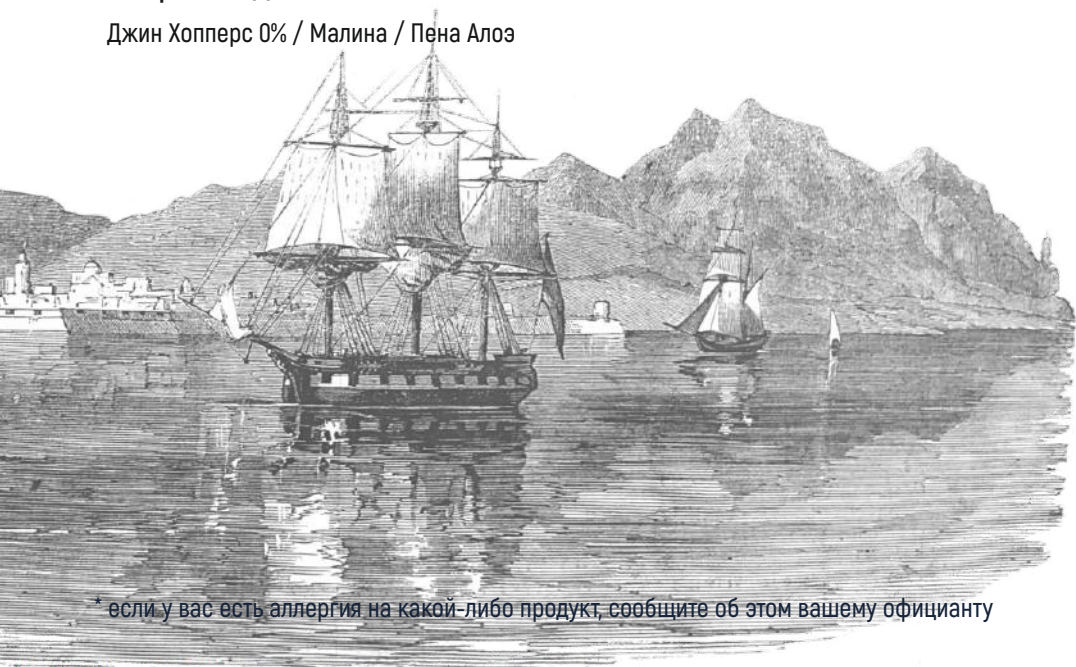 Джин Хопперс 0% / Малина / Пена Алоэ
* если у вас есть аллергия на какой-либо продукт, сообщите об этом вашему официанту